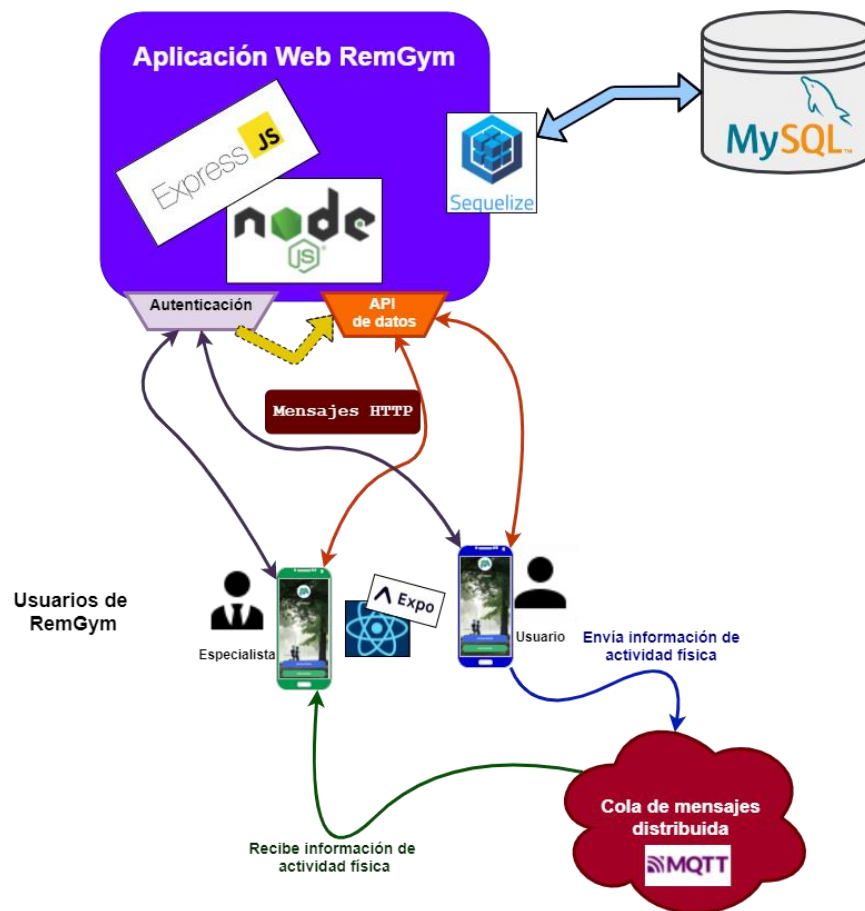 Aplicación Web RemGym
Express
JS
node
JS
Sequelize
MySQL
Autenticación
API
de datos
Mensajes HTTP
Usuarios de
RemGym
Especialista
Expo
Usuario
Envía información de
actividad física
Cola de mensajes
distribuida
MQTT
Recibe información de
actividad física